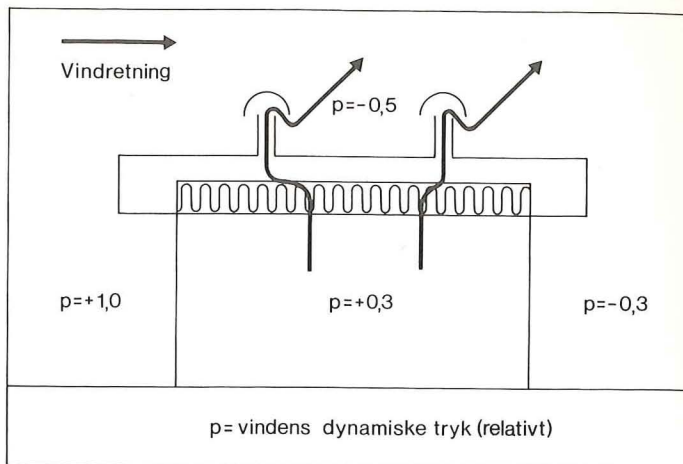 Vindretning
p=-0,5
p=+1,0
p=+0,3
p=-0,3
p= vindens dynamiske tryk (relativt)